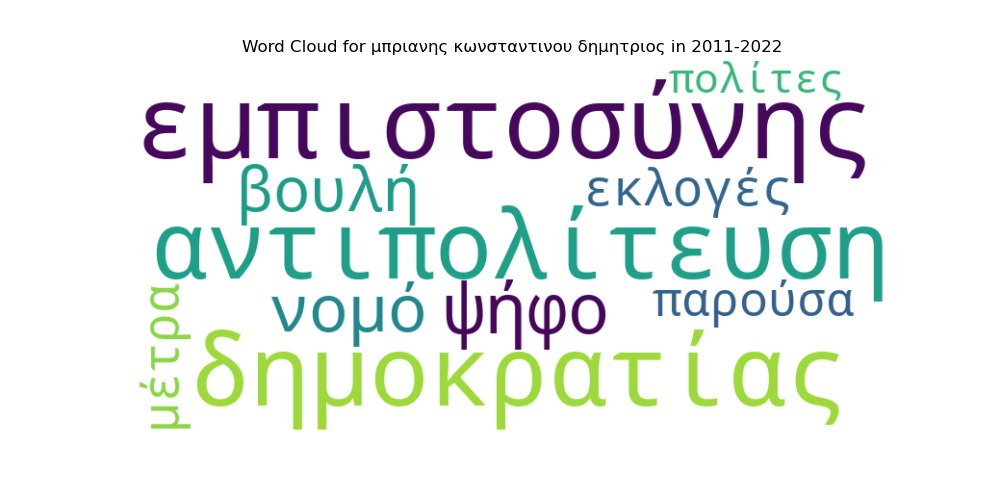 Word Cloud for μπριανης κωνσταντινου δημητριος in 2011-2022
πολίτες
εμπιστοσύνης
βουλή
εκλογές
αντιπολίτευση
νομό
ψήφο
παρούσα
μέτρα
δημοκρατίας